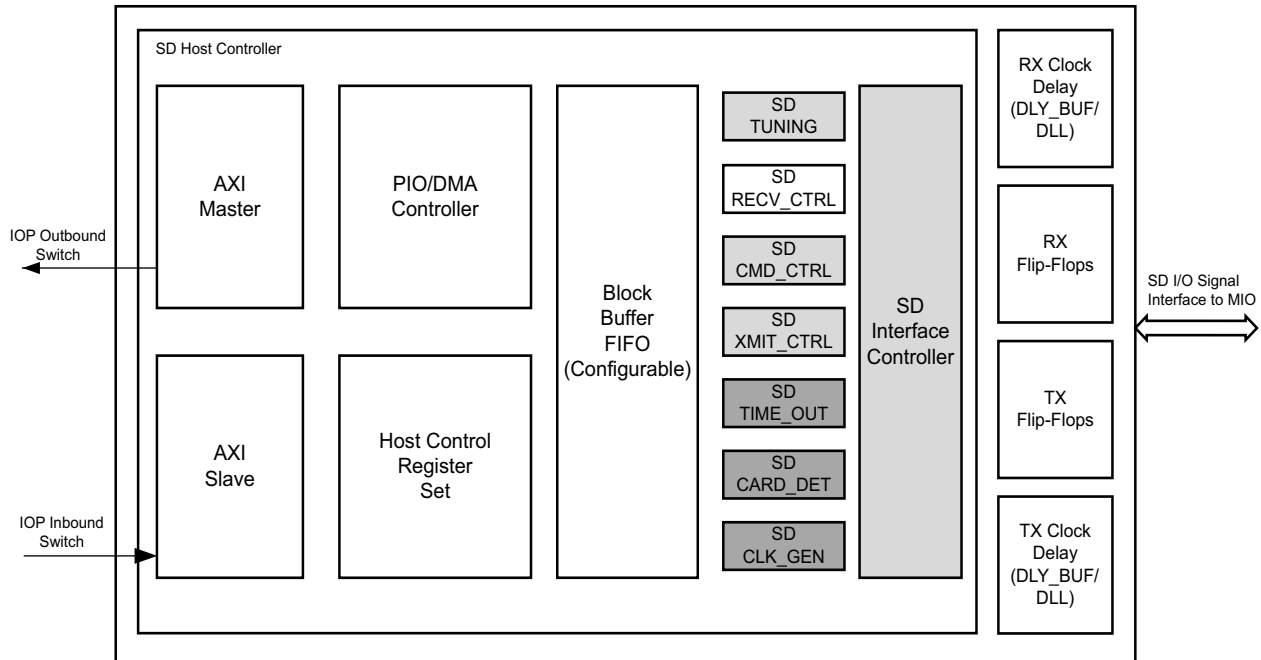 SD Host Controller
AXI
Master
PIO/DMA
Controller
AXI
Slave
Host Control
Register
Set
Block
Buffer
FIFO
(Configurable)
SD
TUNING
SD
RECV_CTRL
SD
CMD_CTRL
SD
XMIT_CTRL
SD
TIME_OUT
SD
CARD_DET
SD
CLK_GEN
SD
Interface
Controller
RX Clock
Delay
(DLY_BUF/
DLL)
RX
Flip-Flops
TX
Flip-Flops
TX Clock
Delay
(DLY_BUF/
DLL)
IOP Outbound
Switch
IOP Inbound
Switch
SD I/O Signal
Interface to MIO